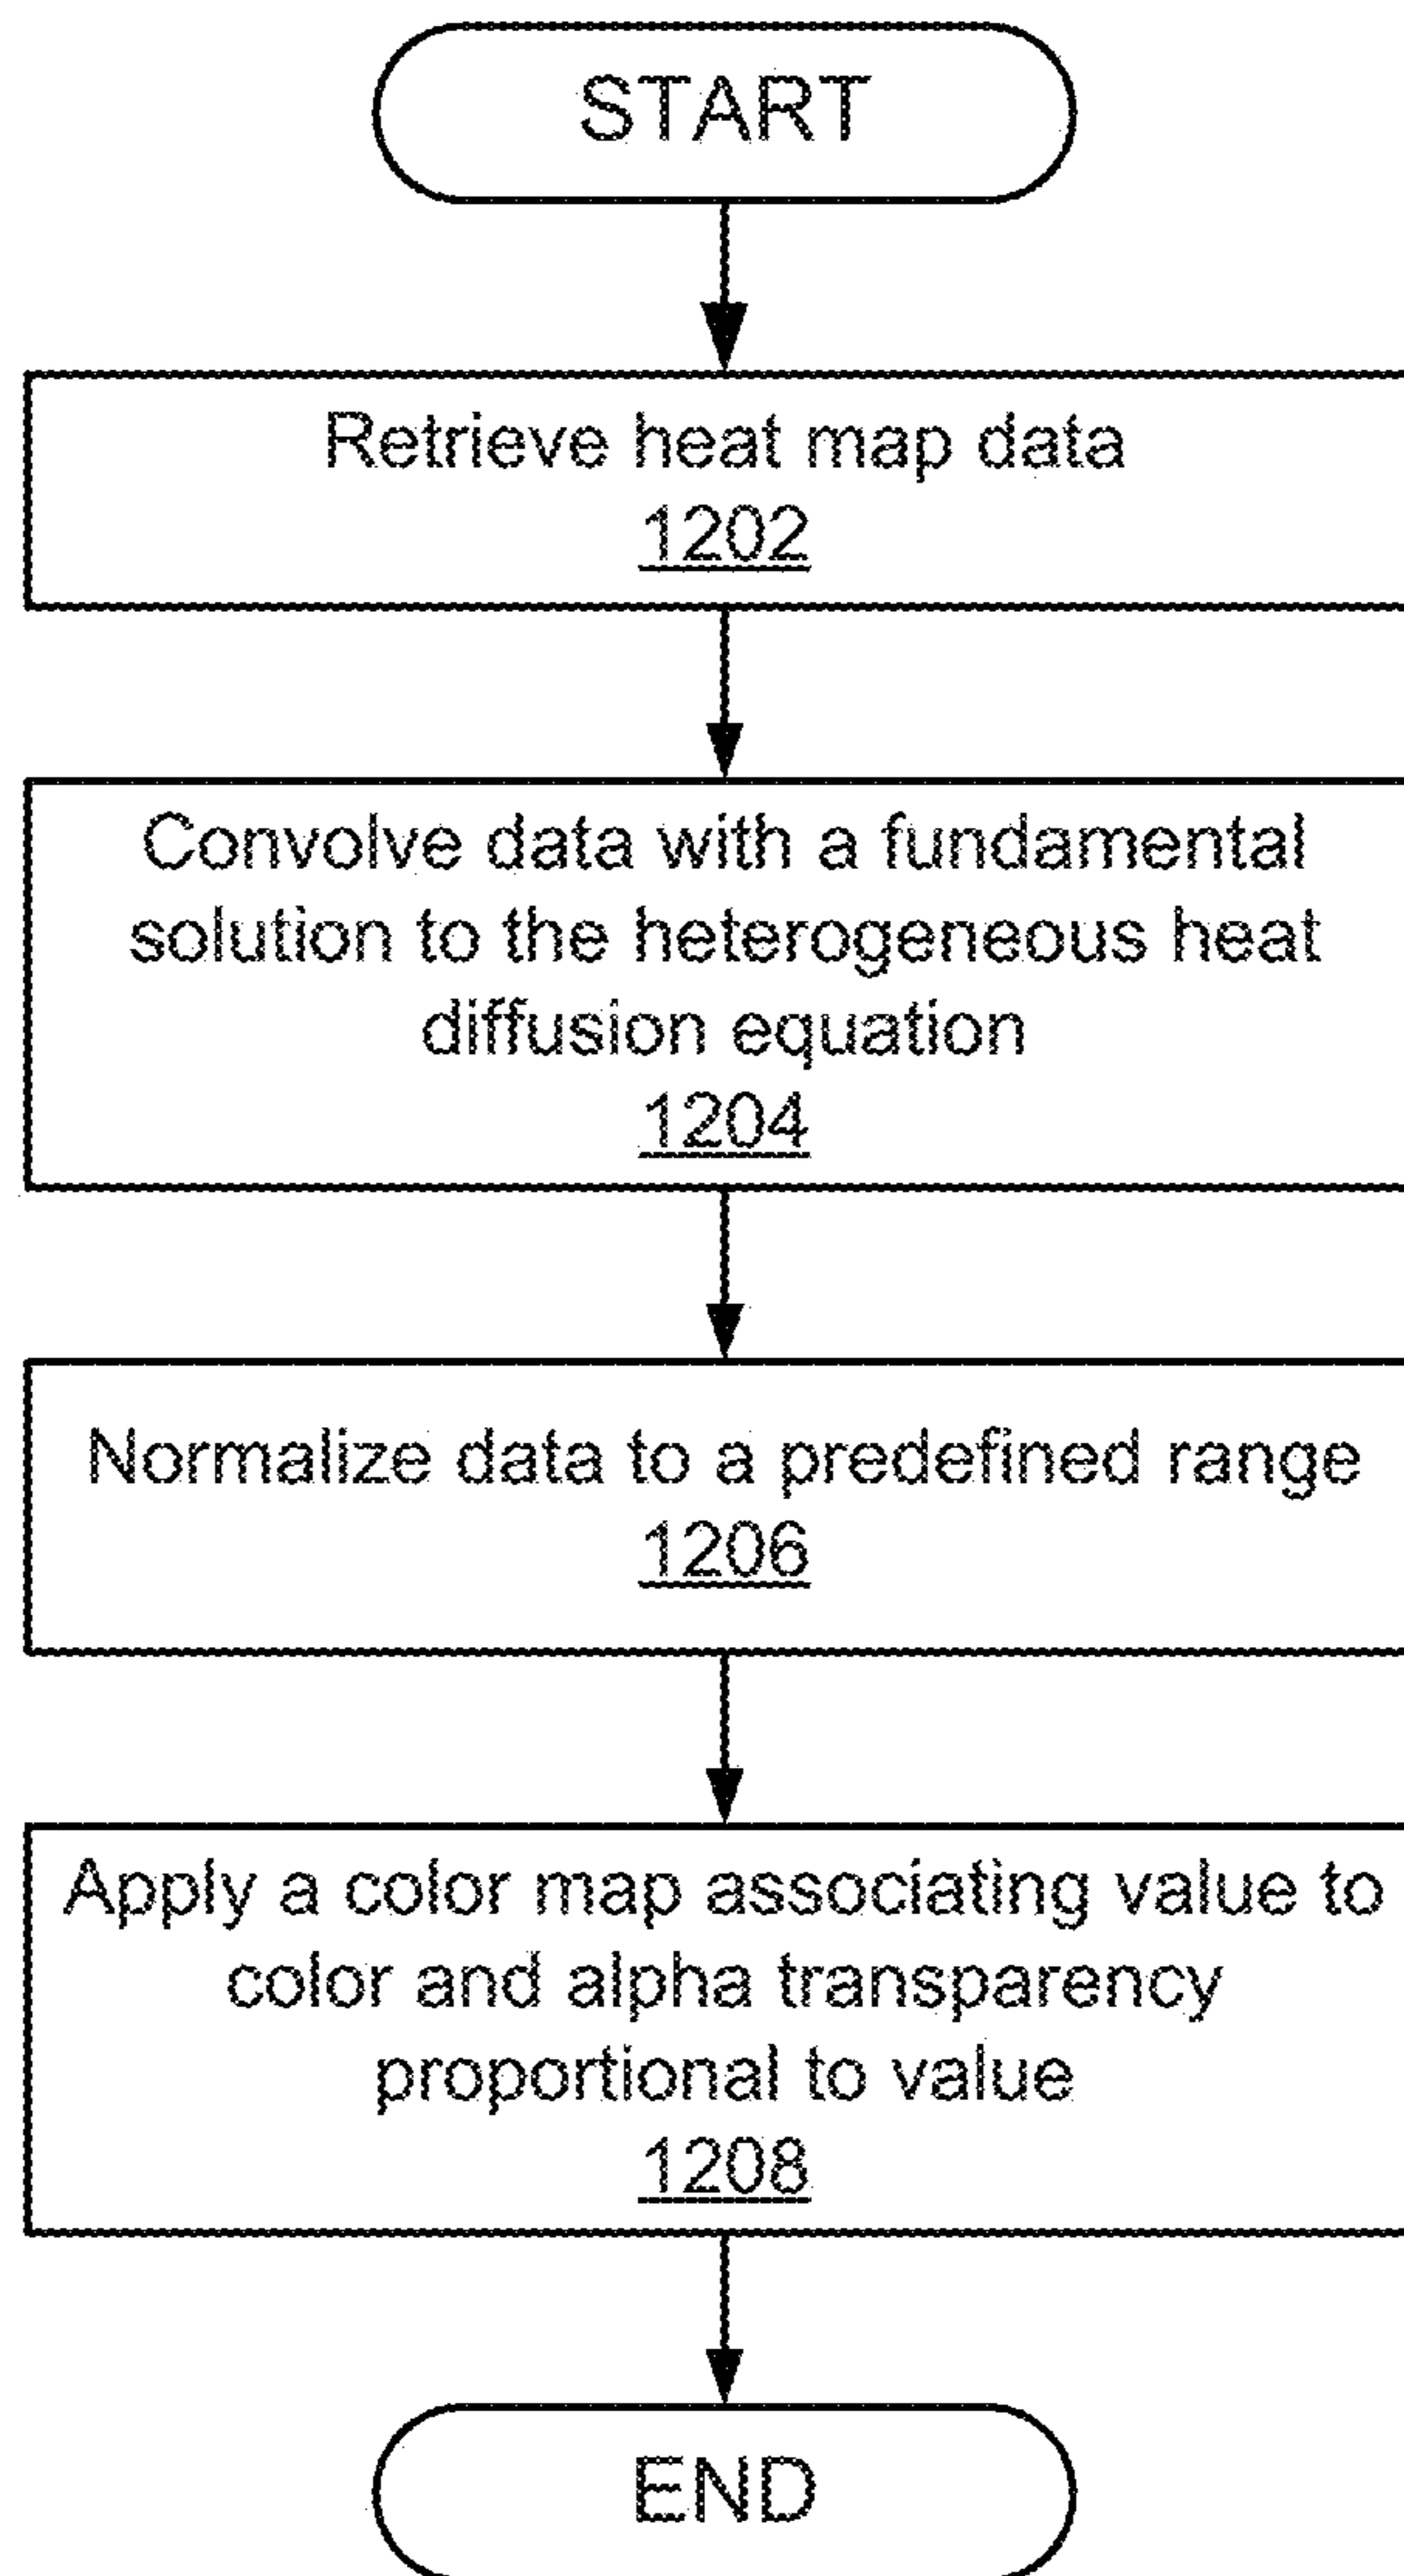 START
Retrieve heat map data
1202
Convolve data with a fundamental
solution to the heterogeneous heat
diffusion equation
1204
Normalize data to a predefined range
1206
Apply a color map associating value to
color and alpha transparency
proportional to value
1208
END